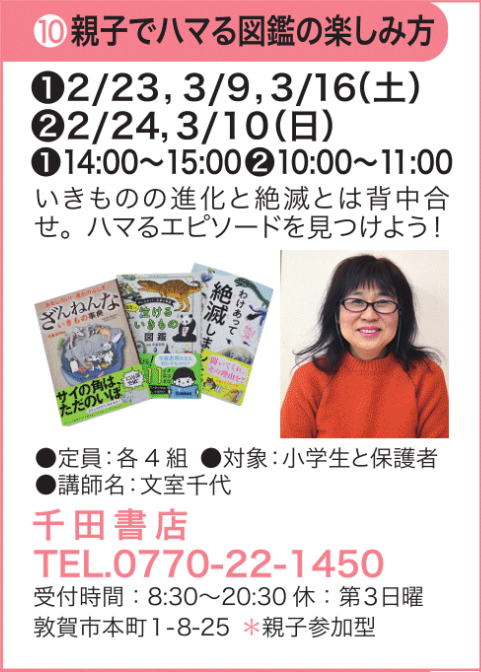 ⑩親子でハマる図鑑の楽しみ方
❶2/23, 3/9, 3/16(土)
❷2/24, 3/10(日)
❶14:00～15:00❷10:00～11:00
いきものの進化と絶滅とは背中合
せ。ハマるエピソードを見つけよう！
ざんねんな
いきもの事典
サイの角は、
ただのいぼ
泣ける
いきもの
図鑑
わけあって
絶滅しま
●定員：各4組 ●対象：小学生と保護者
●講師名：文室千代
千田書店
TEL.0770-22-1450
受付時間：8:30～20:30 休：第3日曜
敦賀市本町1-8-25 ＊親子参加型